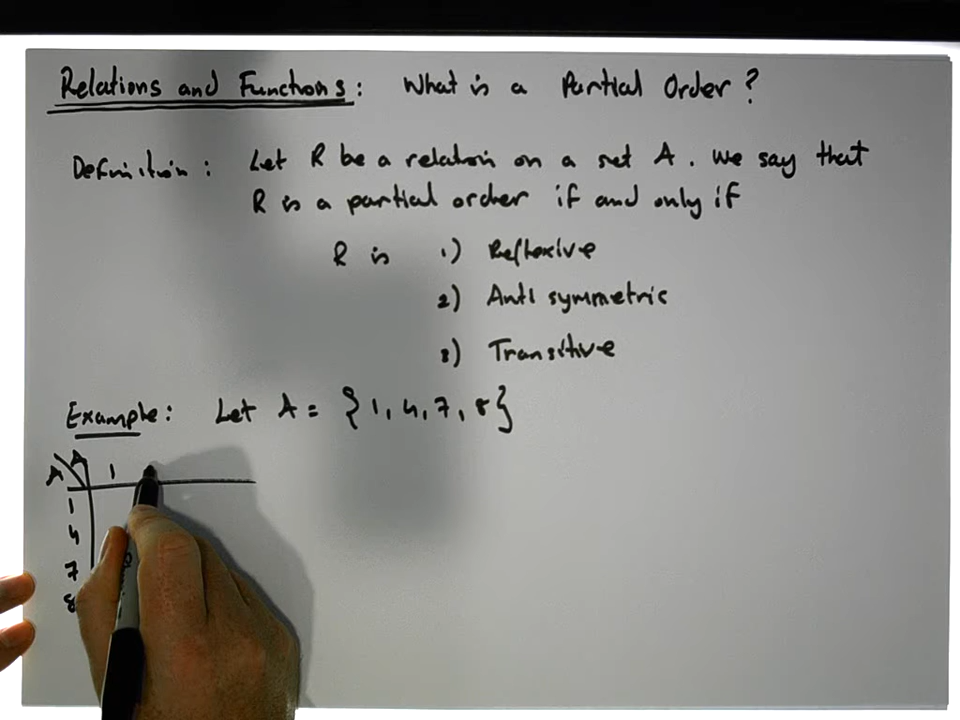 Relations and Functions: What is a Partial Order?
Definition: Let R be a relation on a set A. We say that
R is a partial order if and only if
R is 1) Reflexive
2) Anti symmetric
3) Transitive
Example: Let A = {1, 4, 7, 8}
A A 1
1
4
7
8